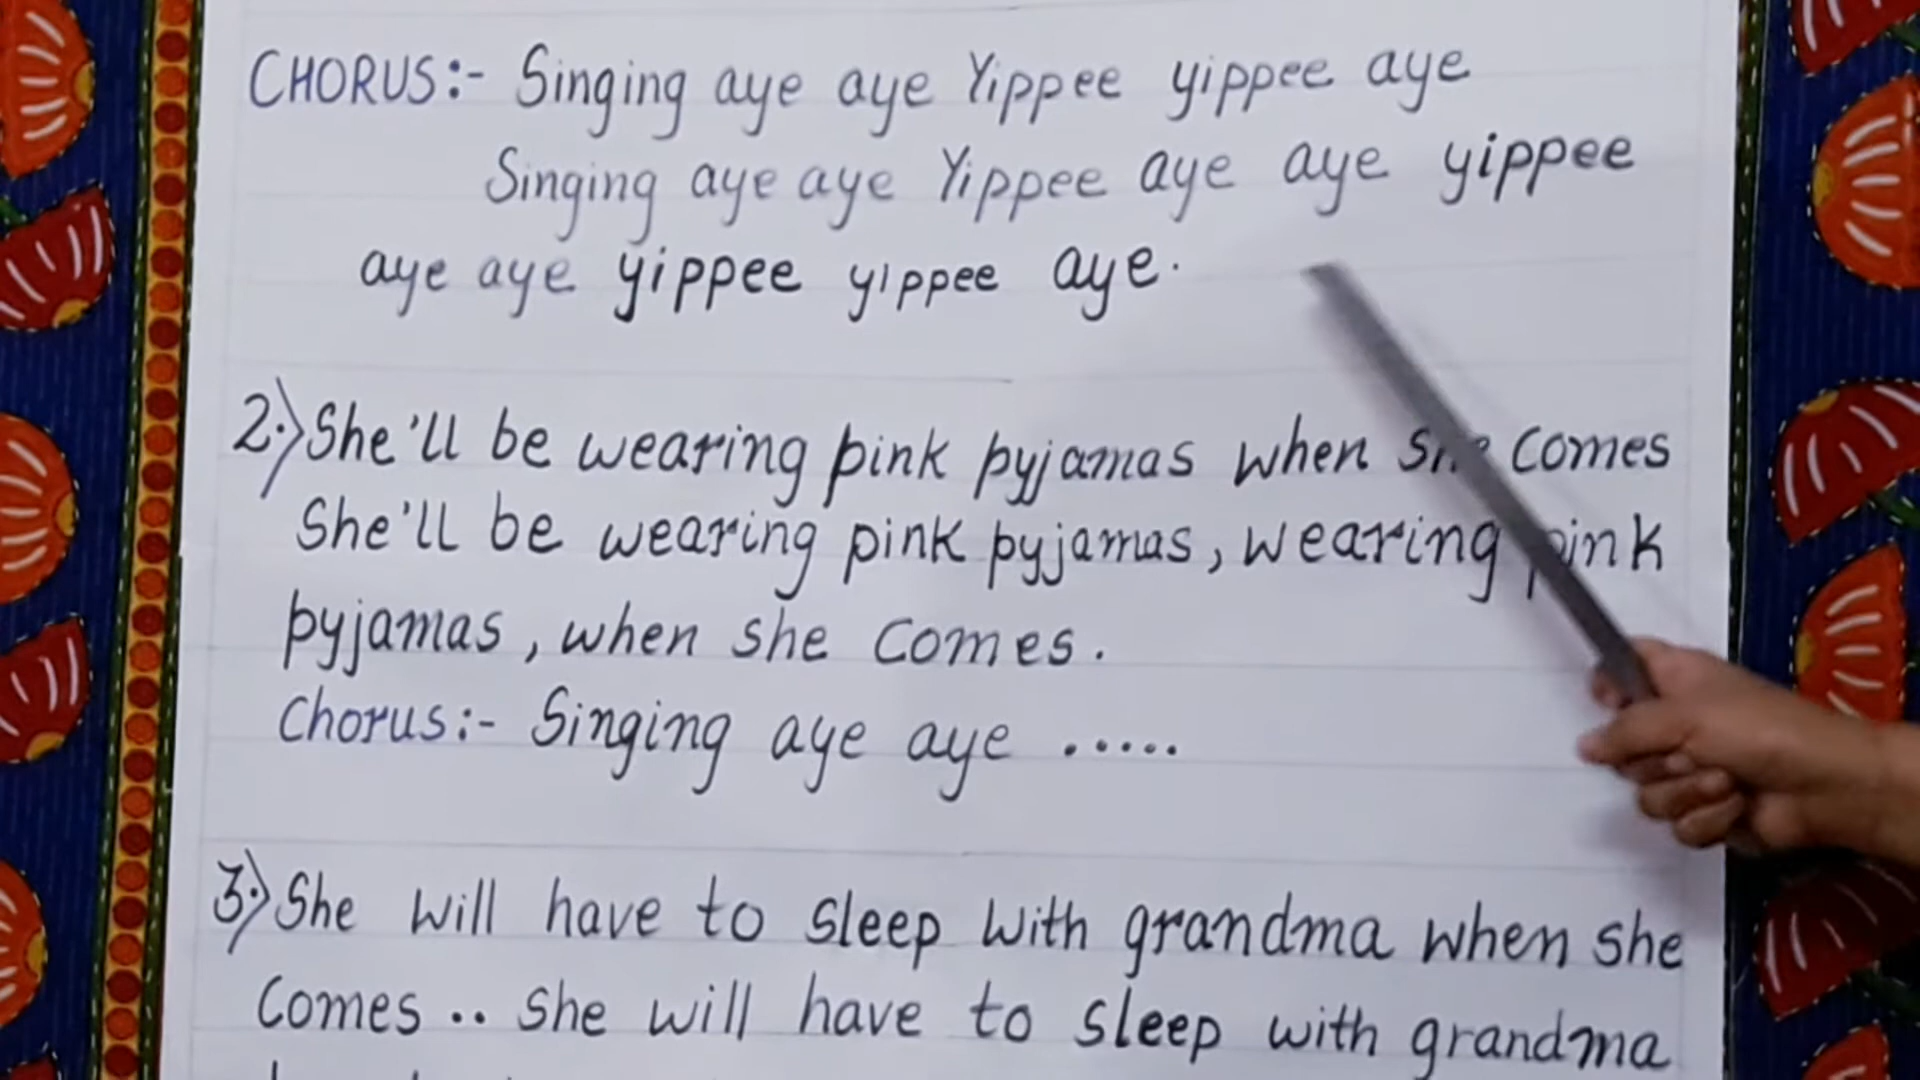 CHORUS:- Singing aye aye Yippee yippee aye
Singing aye aye Yippee aye aye yippee
aye aye yippee yippee aye.
2.) She'll be wearing pink pyjamas when she comes
She'll be wearing pink pyjamas, wearing pink
pyjamas, when she comes.
Chorus:- Singing aye aye .....
3.) She will have to sleep with grandma when she
comes .. She will have to sleep with grandma